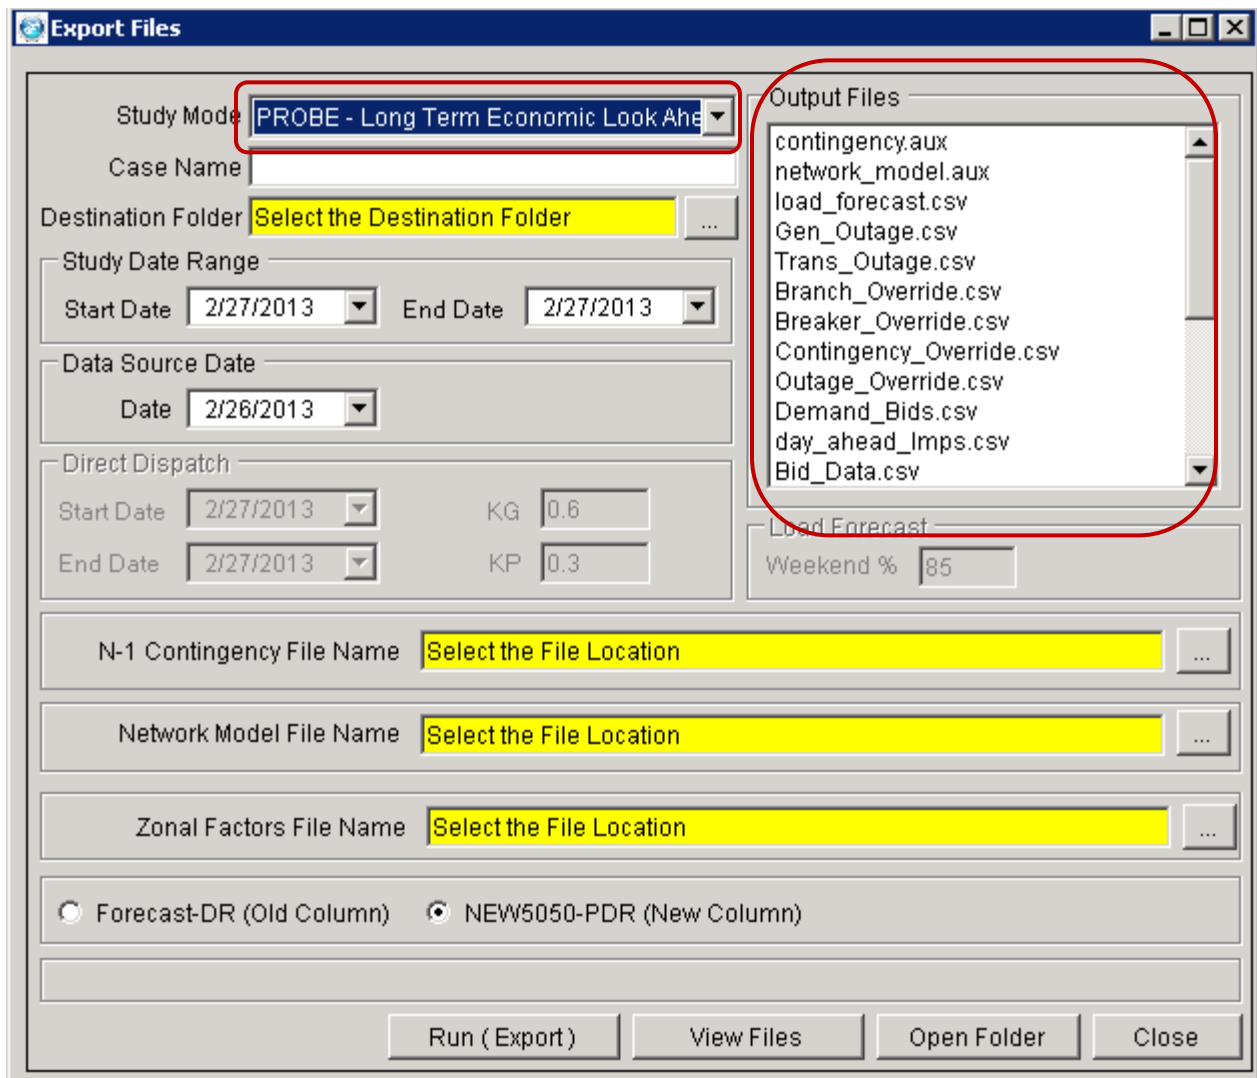 Export Files
Study Mode PROBE - Long Term Economic Look Ahe
Case Name
Destination Folder Select the Destination Folder ...
Study Date Range
Start Date 2/27/2013 End Date 2/27/2013
Data Source Date
Date 2/26/2013
Direct Dispatch
Start Date 2/27/2013 KG 0.6
End Date 2/27/2013 KP 0.3
Output Files
contingency.aux
network_model.aux
load_forecast.csv
Gen_Outage.csv
Trans_Outage.csv
Branch_Override.csv
Breaker_Override.csv
Contingency_Override.csv
Outage_Override.csv
Demand_Bids.csv
day_ahead_lmps.csv
Bid_Data.csv
Load Forecast
Weekend % 85
N-1 Contingency File Name Select the File Location ...
Network Model File Name Select the File Location ...
Zonal Factors File Name Select the File Location ...
Forecast-DR (Old Column) NEW5050-PDR (New Column)
Run ( Export ) View Files Open Folder Close